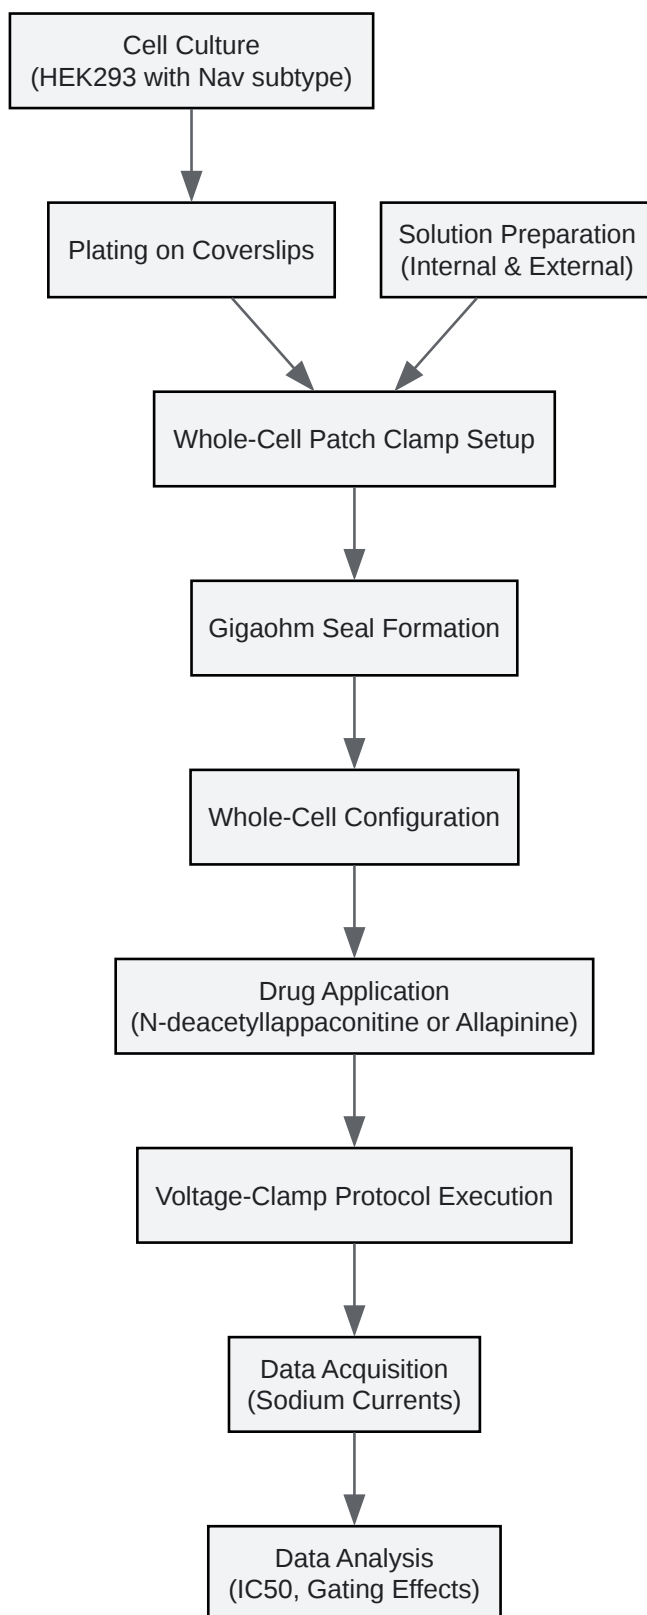 Cell Culture
(HEK293 with Nav subtype)
Plating on Coverslips
Solution Preparation
(Internal & External)
Whole-Cell Patch Clamp Setup
Gigaohm Seal Formation
Whole-Cell Configuration
Drug Application
(N-deacetyllappaconitine or Allapinine)
Voltage-Clamp Protocol Execution
Data Acquisition
(Sodium Currents)
Data Analysis
(IC50, Gating Effects)